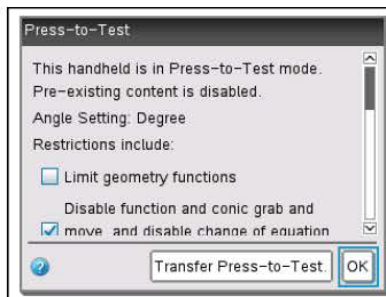 Press-to-Test
This handheld is in Press-to-Test mode.
Pre-existing content is disabled.
Angle Setting: Degree
Restrictions include:
Limit geometry functions
Disable function and conic grab and
move and disable change of equation
Transfer Press-to-Test.
OK